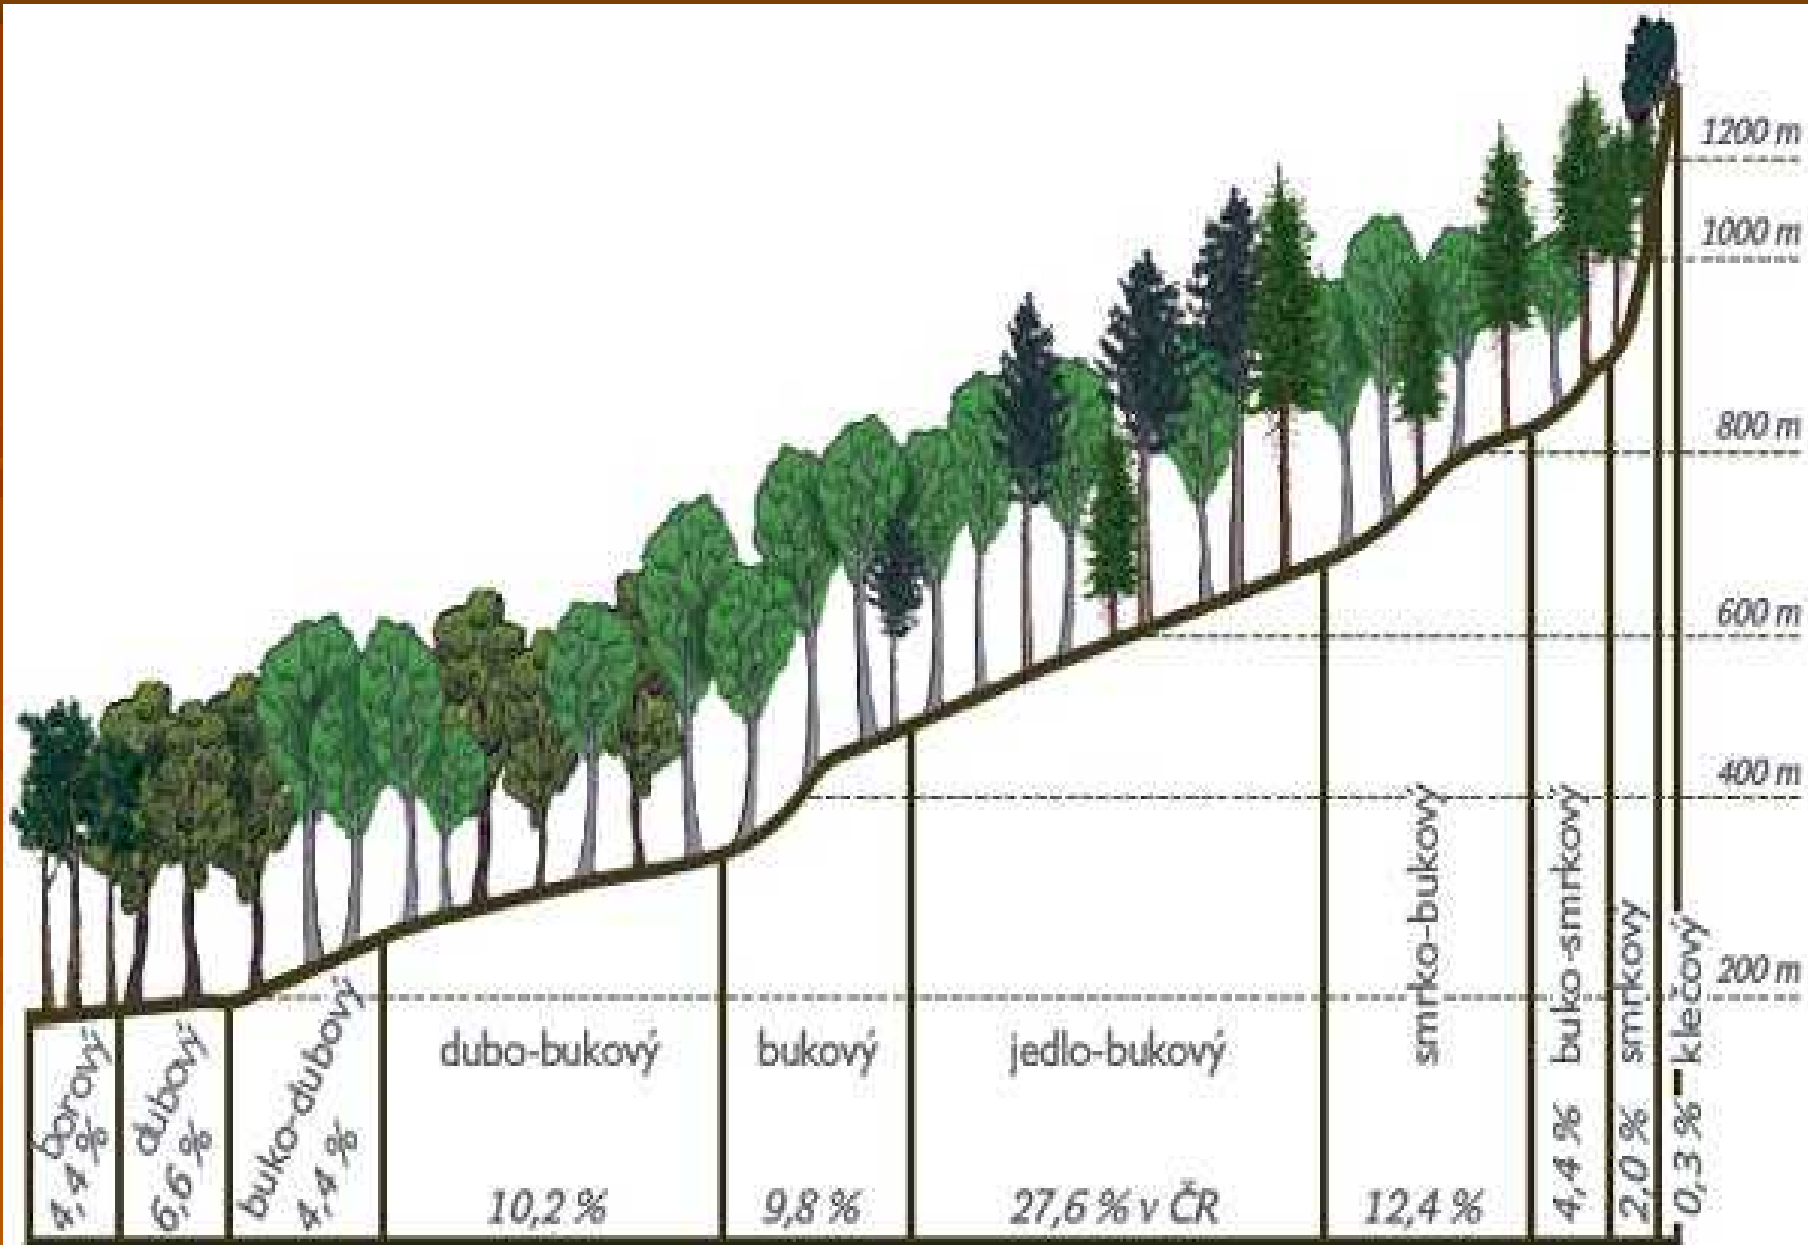 1200 m
1000 m
800 m
600 m
400 m
200 m
borový
4,4 %
dubový
6,6 %
buko-dubový
4,4 %
dubo-bukový
10,2 %
bukový
9,8 %
jedlo-bukový
27,6 % v ČR
smrko-bukový
12,4 %
buko-smrkový
4,4 %
smrkový
2,0 %
klečový
0,3 %